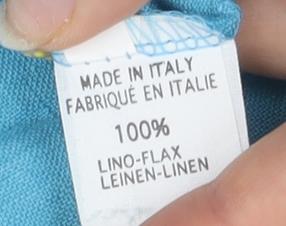 MADE IN ITALY
FABRIQUÉ EN ITALIE
100%
LINO-FLAX
LEINEN-LINEN